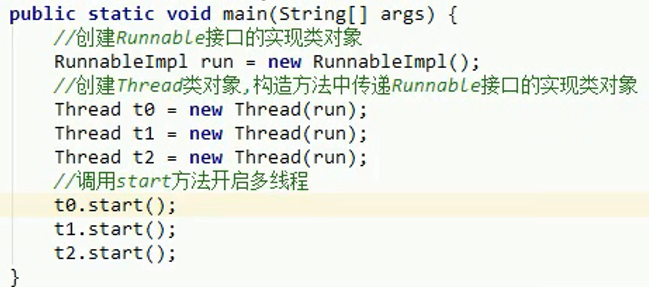 public static void main(String[] args) {
//创建Runnable接口的实现类对象
RunnableImpl run = new RunnableImpl();
//创建Thread类对象,构造方法中传递Runnable接口的实现类对象
Thread t0 = new Thread(run);
Thread t1 = new Thread(run);
Thread t2 = new Thread(run);
//调用start方法开启多线程
t0.start();
t1.start();
t2.start();
}